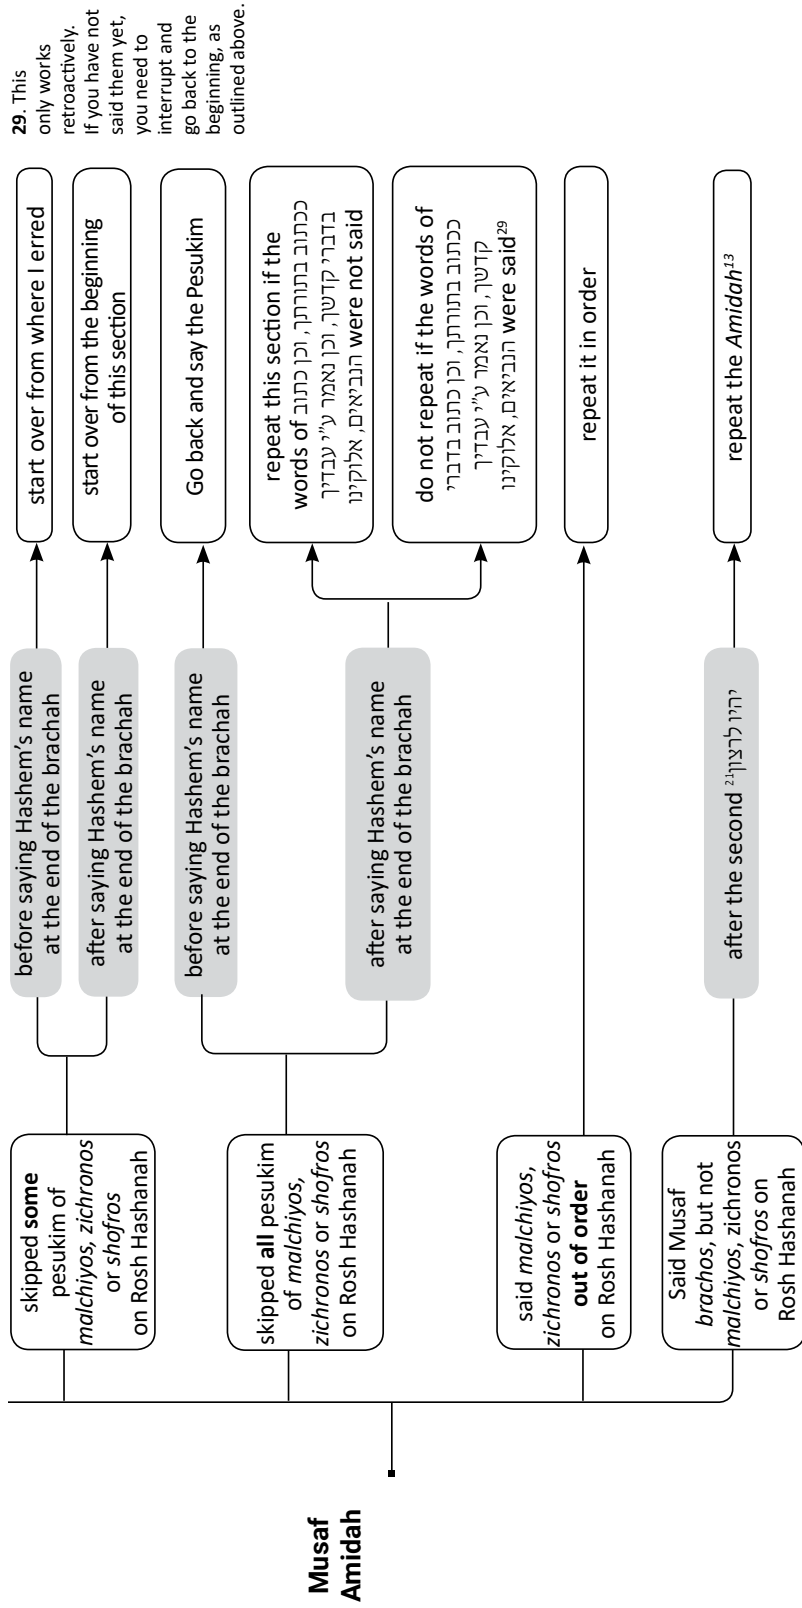 Musaf
Amidah
skipped some
pesukim of
malchiyos, zichronos
or shofros
on Rosh Hashanah
before saying Hashem's name
at the end of the brachah
start over from where I erred
after saying Hashem's name
at the end of the brachah
start over from the beginning
of this section
skipped all pesukim
of malchiyos,
zichronos or shofros
on Rosh Hashanah
before saying Hashem's name
at the end of the brachah
Go back and say the Pesukim
after saying Hashem's name
at the end of the brachah
repeat this section if the
words of ככתוב בתורתך, וכן כתוב
בדברי קדשך, וכן נאמר ע"י עבדיך
הנביאים, אלוקינו were not said
do not repeat if the words of
ככתוב בתורתך, וכן כתוב בדברי
קדשך, וכן נאמר ע"י עבדיך
הנביאים, אלוקינו were said29
said malchiyos,
zichronos or shofros
out of order
on Rosh Hashanah
repeat it in order
Said Musaf
brachos, but not
malchiyos, zichronos
or shofros on
Rosh Hashanah
after the second יהיו לרצון21
repeat the Amidah13
29. This
only works
retroactively.
If you have not
said them yet,
you need to
interrupt and
go back to the
beginning, as
outlined above.